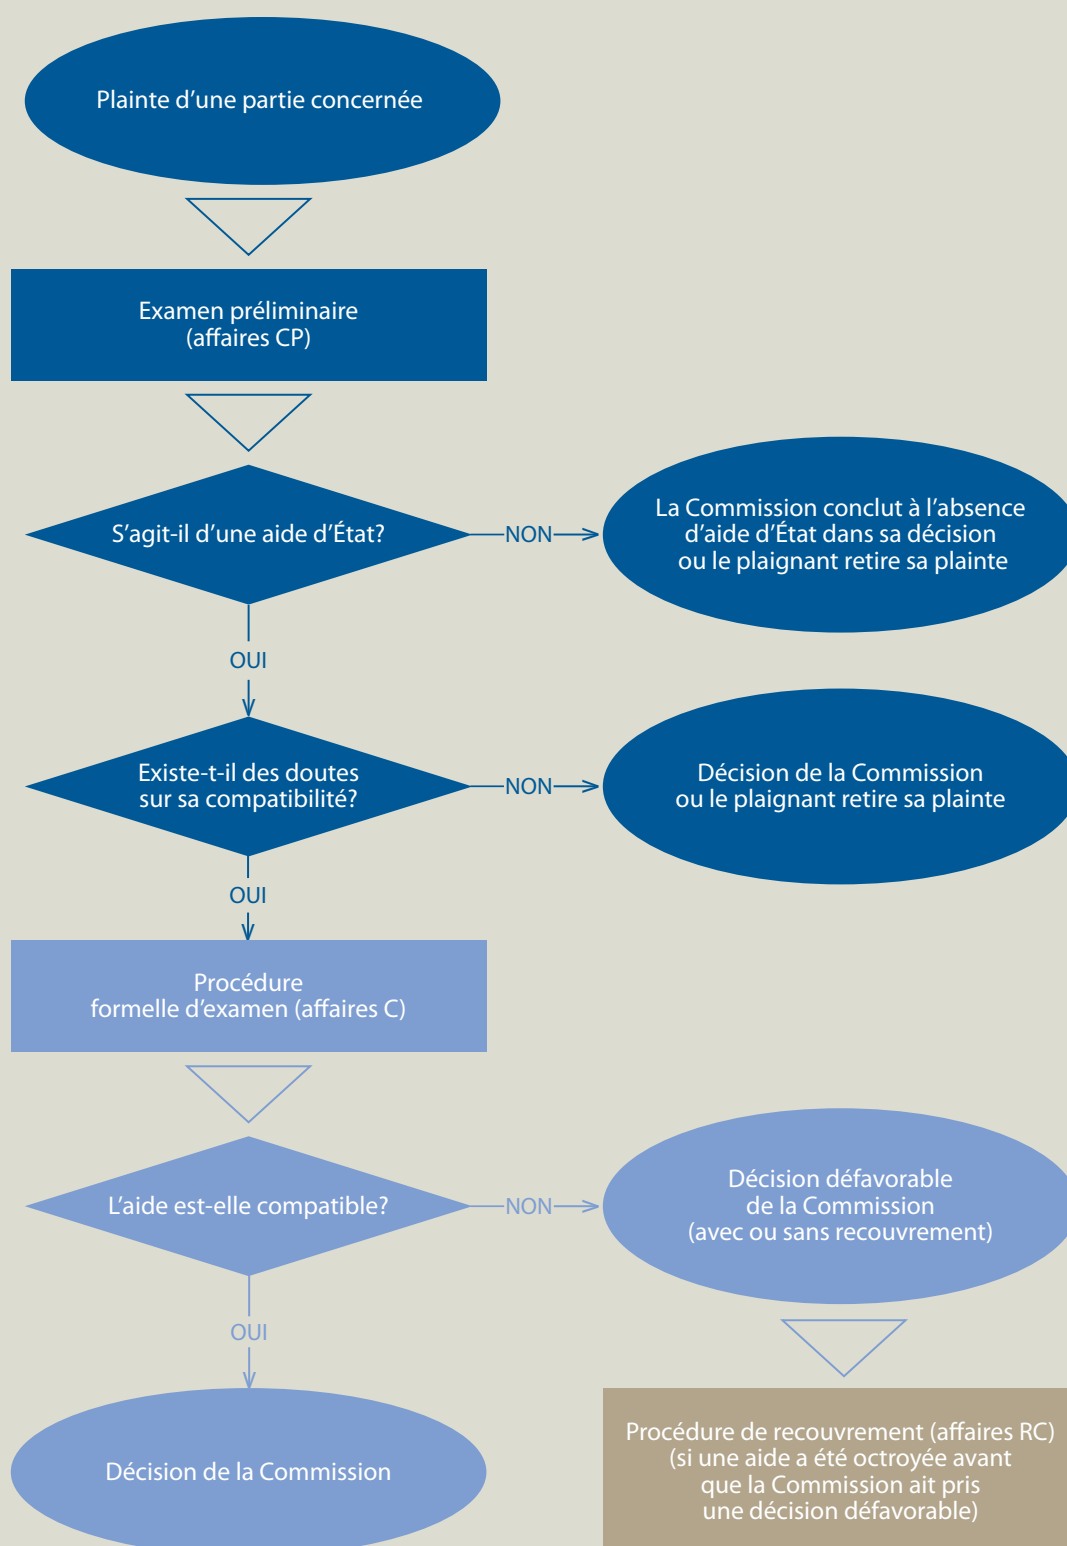 Plainte d’une partie concernée
Examen préliminaire
(affaires CP)
S’agit-il d’une aide d’État?
NON
La Commission conclut à l’absence
d’aide d’État dans sa décision
ou le plaignant retire sa plainte
OUI
Existe-t-il des doutes
sur sa compatibilité?
NON
Décision de la Commission
ou le plaignant retire sa plainte
OUI
Procédure
formelle d’examen (affaires C)
L’aide est-elle compatible?
NON
Décision défavorable
de la Commission
(avec ou sans recouvrement)
OUI
Décision de la Commission
Procédure de recouvrement (affaires RC)
(si une aide a été octroyée avant
que la Commission ait pris
une décision défavorable)